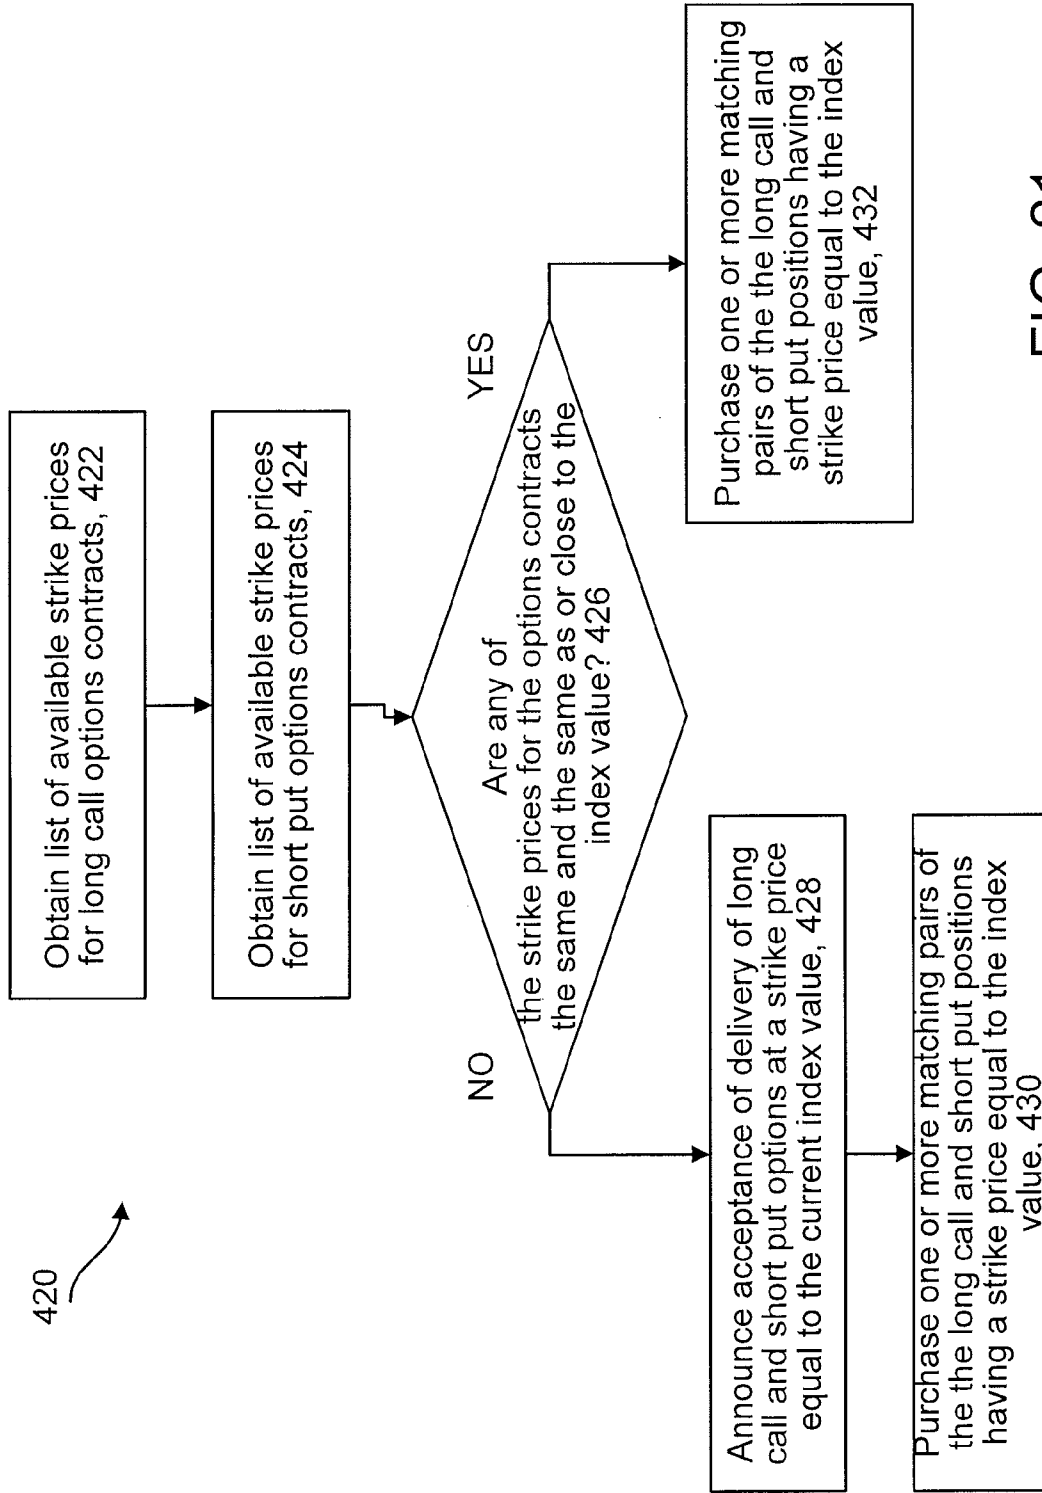 420
Obtain list of available strike prices
for long call options contracts, 422
Obtain list of available strike prices
for short put options contracts, 424
Are any of
the strike prices for the options contracts
the same and the same as or close to the
index value? 426
NO
YES
Announce acceptance of delivery of long
call and short put options at a strike price
equal to the current index value, 428
Purchase one or more matching pairs of
the the long call and short put positions
having a strike price equal to the index
value, 430
Purchase one or more matching
pairs of the the long call and
short put positions having a
strike price equal to the index
value, 432
FIG.